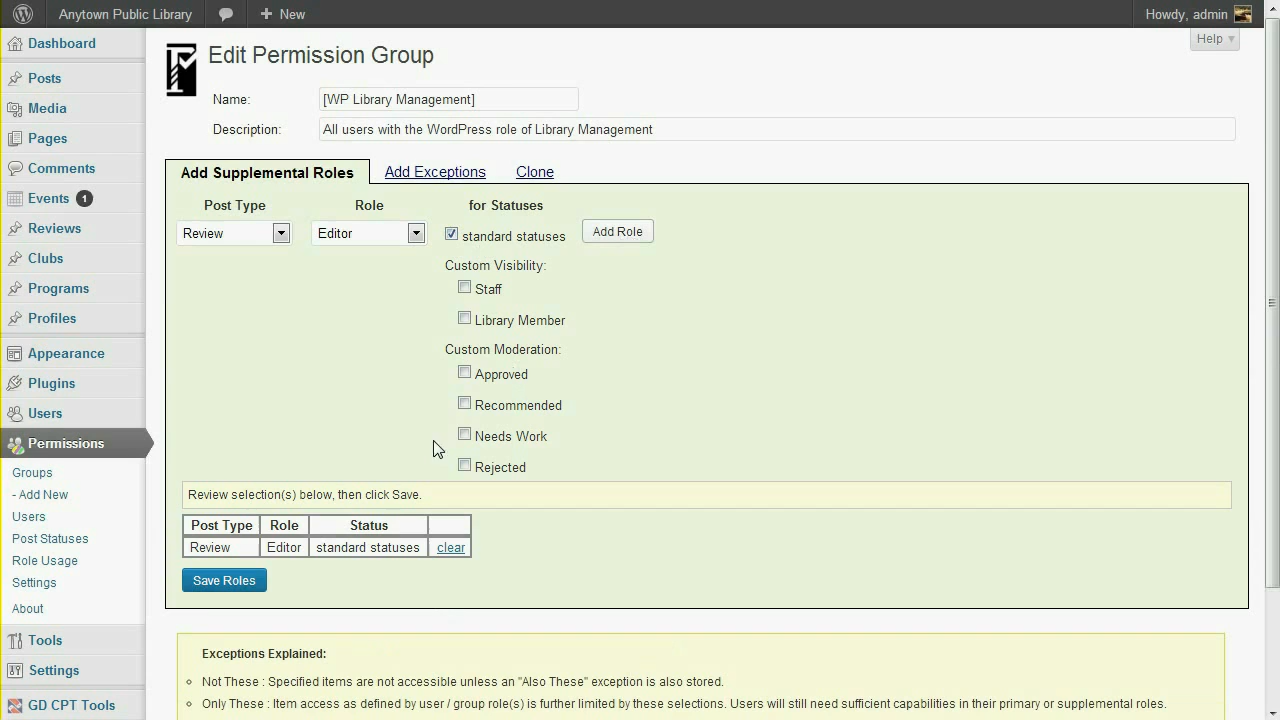 Anytown Public Library
New
Howdy, admin
Help
Dashboard
Posts
Media
Pages
Comments
Events 1
Reviews
Clubs
Programs
Profiles
Appearance
Plugins
Users
Permissions
Groups
- Add New
Users
Post Statuses
Role Usage
Settings
About
Tools
Settings
GD CPT Tools
Edit Permission Group
Name: [WP Library Management]
Description: All users with the WordPress role of Library Management
Add Supplemental Roles Add Exceptions Clone
Post Type Role for Statuses
Review Editor standard statuses Add Role
Custom Visibility:
Staff
Library Member
Custom Moderation:
Approved
Recommended
Needs Work
Rejected
Review selection(s) below, then click Save.
Post Type Role Status
Review Editor standard statuses clear
Save Roles
Exceptions Explained:
Not These : Specified items are not accessible unless an "Also These" exception is also stored.
Only These : Item access as defined by user / group role(s) is further limited by these selections. Users will still need sufficient capabilities in their primary or supplemental roles.